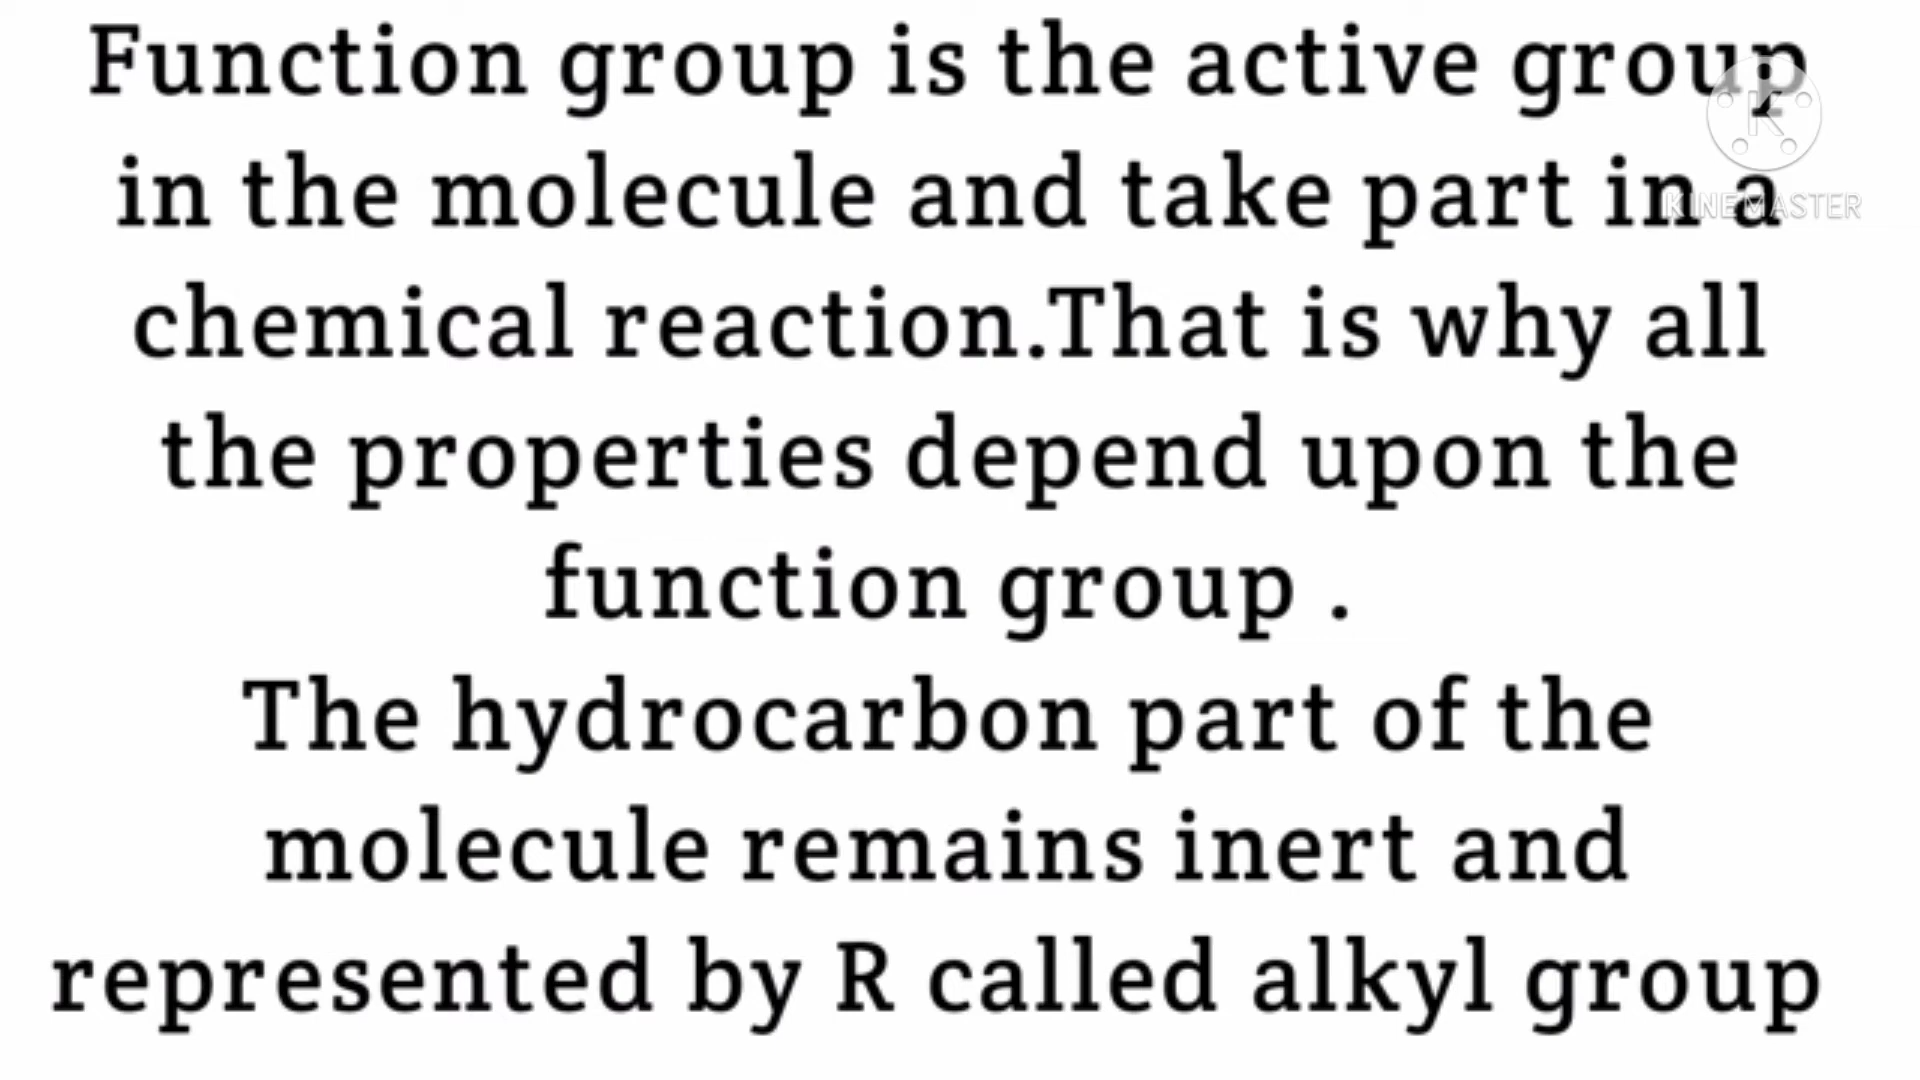 Function group is the active group
in the molecule and take part in a
chemical reaction.That is why all
the properties depend upon the
function group .
The hydrocarbon part of the
molecule remains inert and
represented by R called alkyl group
K
KINEMASTER